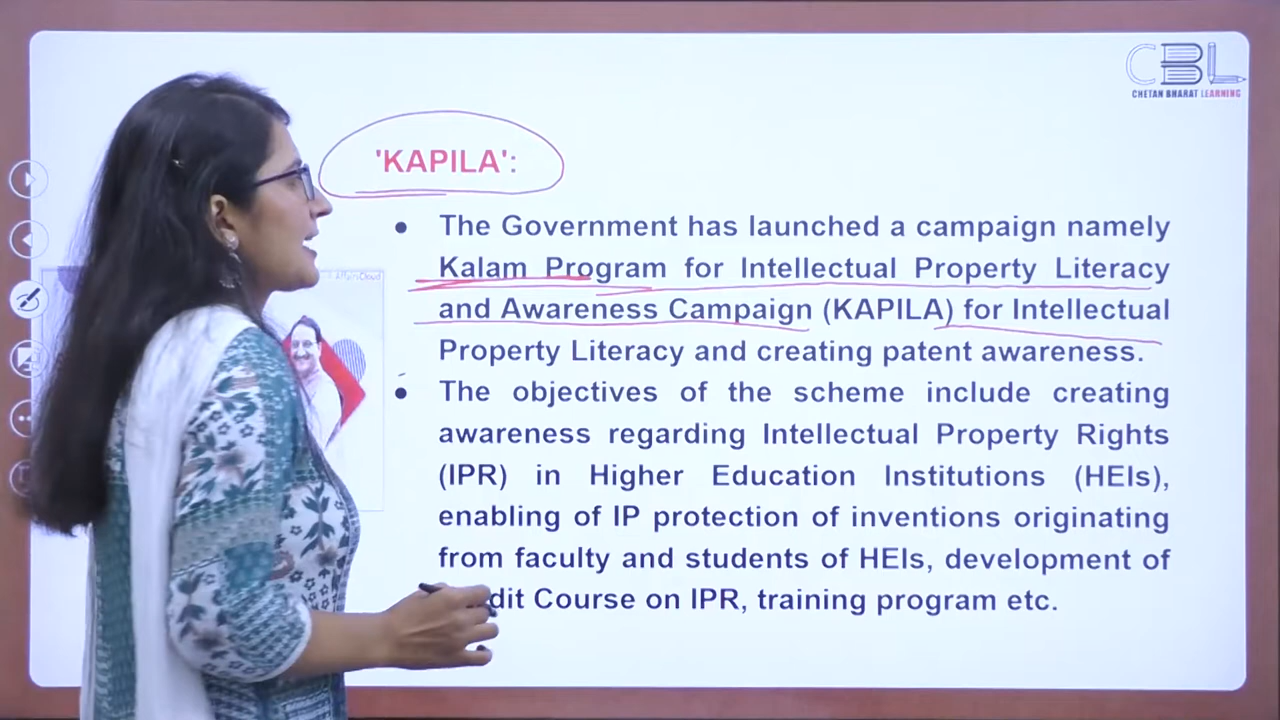 CBL
CHETAN BHARAT LEARNING
'KAPILA':
AffairsCloud
• The Government has launched a campaign namely
Kalam Program for Intellectual Property Literacy
and Awareness Campaign (KAPILA) for Intellectual
Property Literacy and creating patent awareness.
• The objectives of the scheme include creating
awareness regarding Intellectual Property Rights
(IPR) in Higher Education Institutions (HEIs),
enabling of IP protection of inventions originating
from faculty and students of HEIs, development of
dit Course on IPR, training program etc.